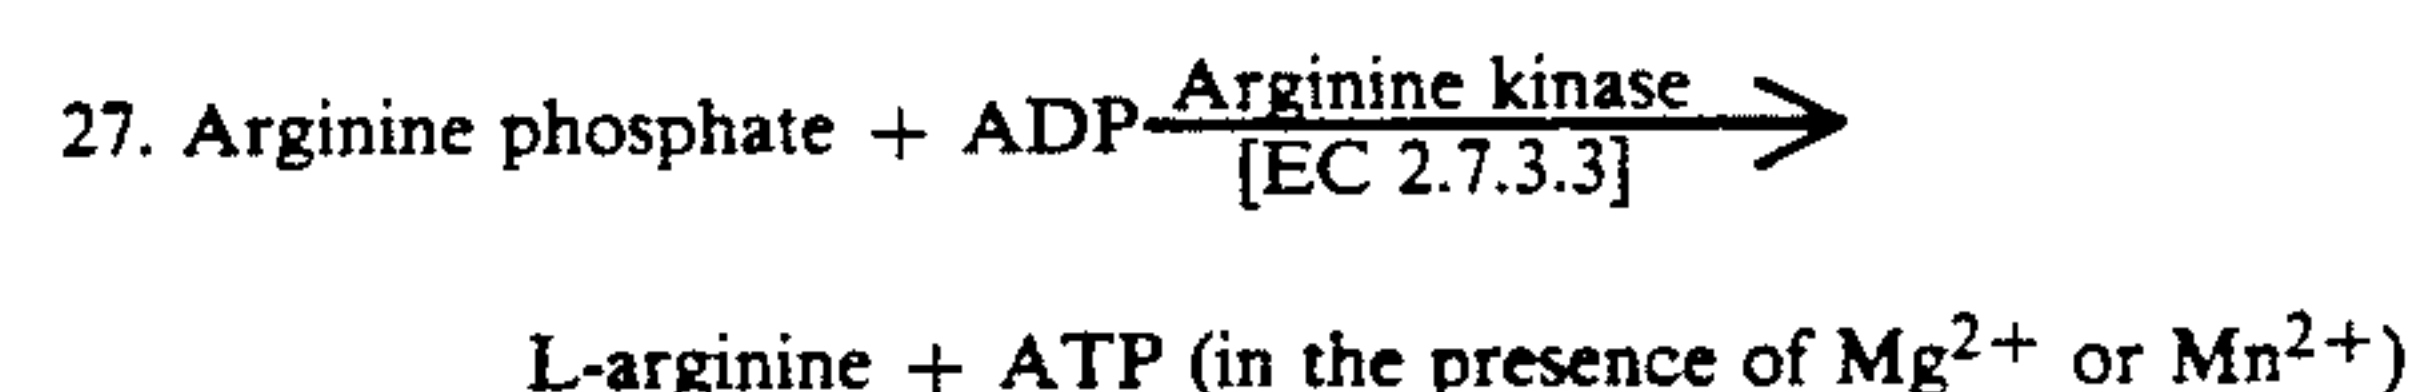 27. Arginine phosphate + ADP Arginine kinase
[EC 2.7.3.3]
L-arginine + ATP (in the presence of Mg²⁺ or Mn²⁺)